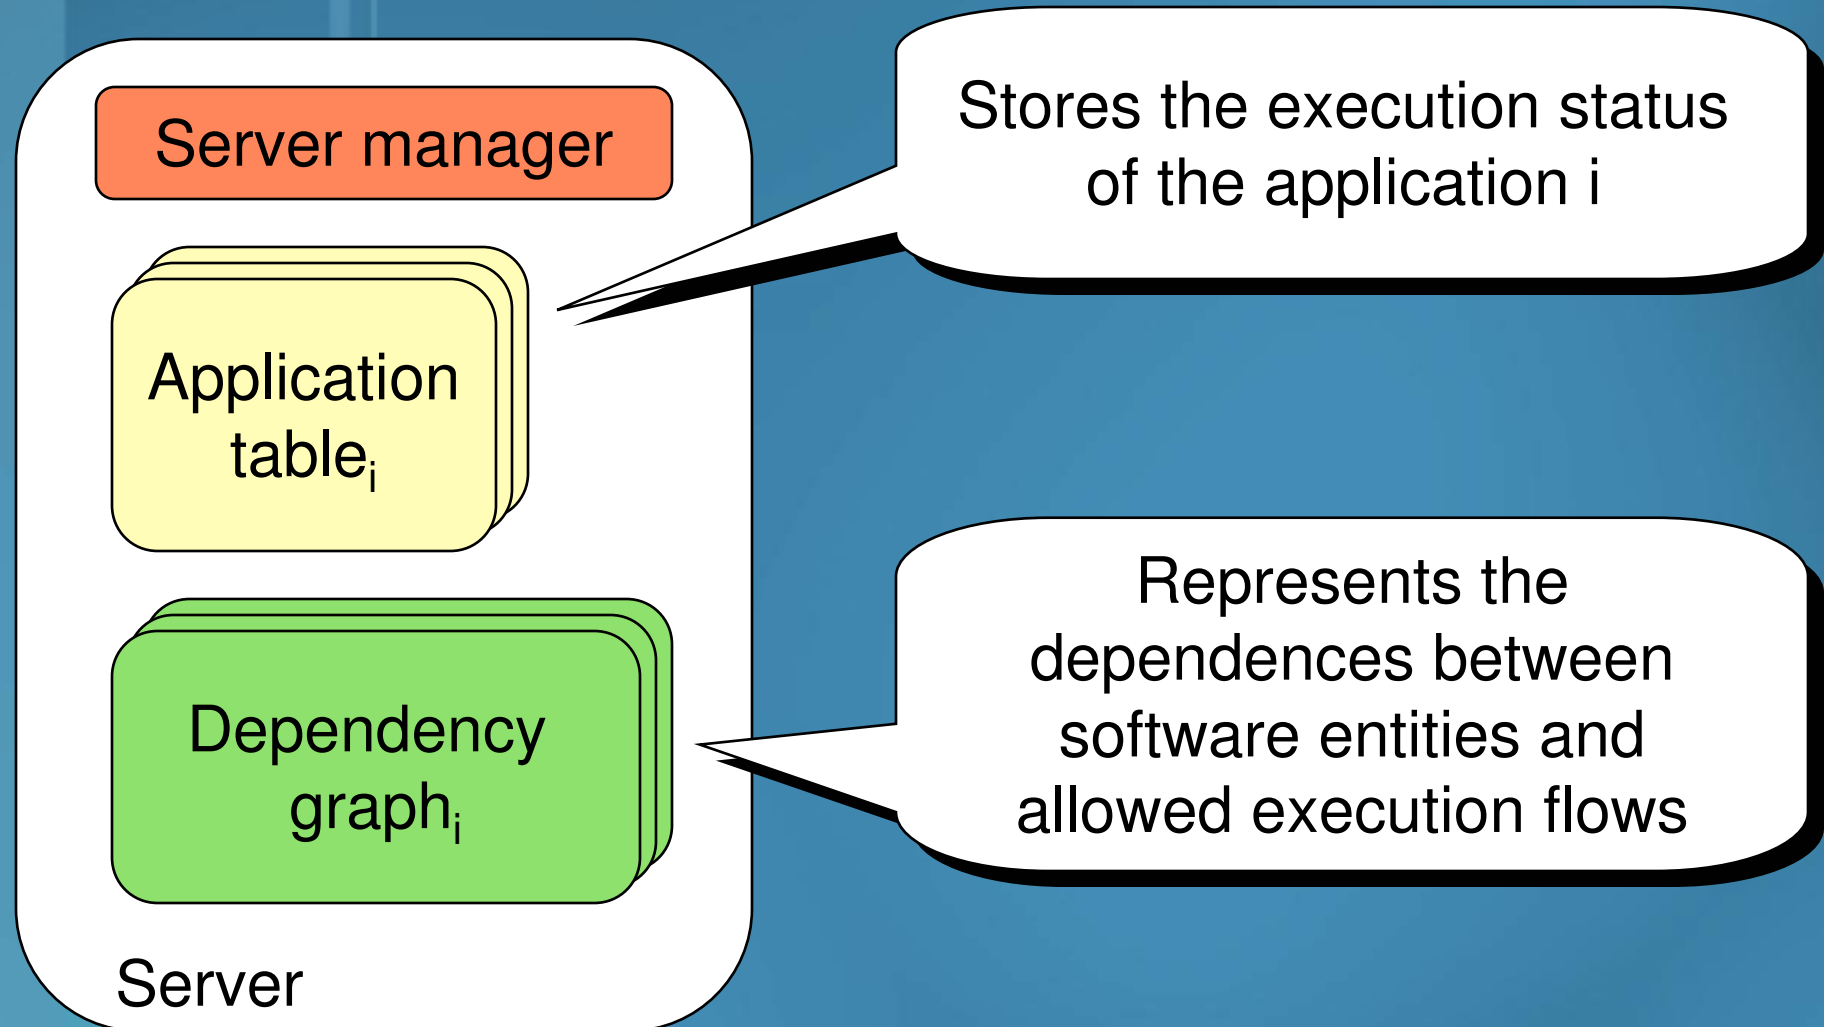 Server manager
Stores the execution status
of the application i
Application
table_i
Represents the
dependences between
software entities and
allowed execution flows
Dependency
graph_i
Server